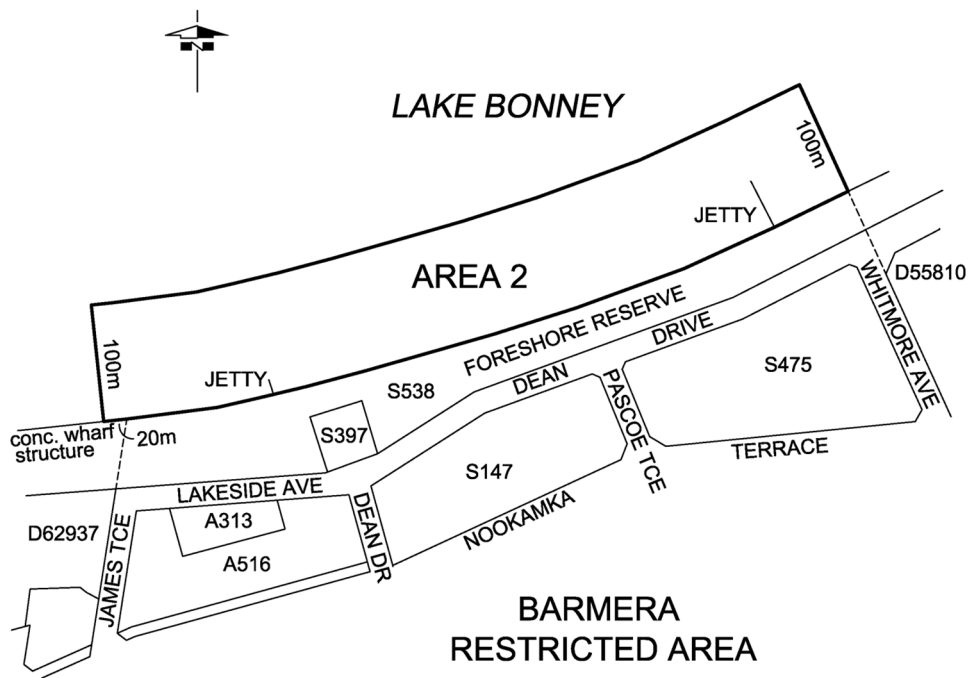 N
LAKE BONNEY
100m
JETTY
AREA 2
D55810
WHITMORE AVE
FORESHORE RESERVE
DRIVE
100m
JETTY
S538
DEAN
S475
PASCOE TCE
conc. wharf
structure
20m
S397
TERRACE
S147
LAKESIDE AVE
A313
DEAN DR
NOOKAMKA
D62937
JAMES TCE
A516
BARMERA
RESTRICTED AREA